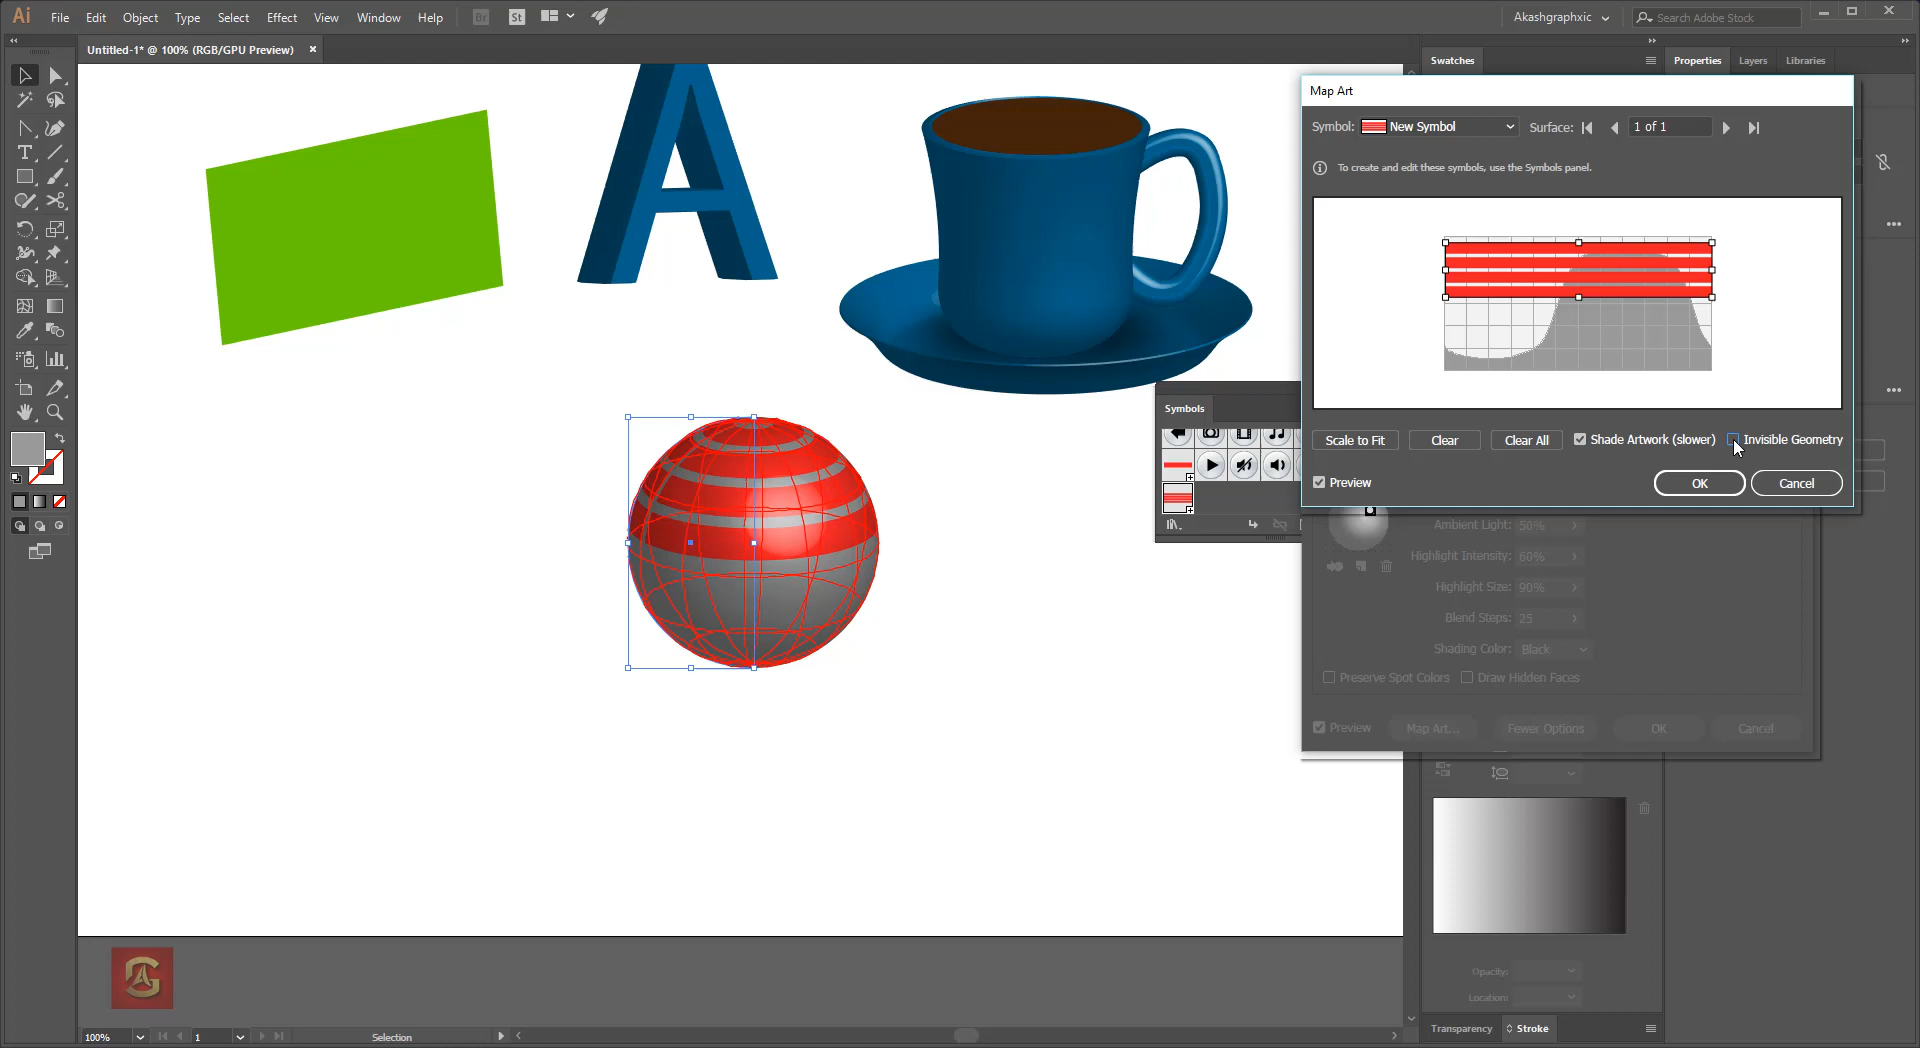 Ai File Edit Object Type Select Effect View Window Help Br St Akashgraphxic Search Adobe Stock
Untitled-1* @ 100% (RGB/GPU Preview) ×
Swatches Properties Layers Libraries
Map Art
Symbol: New Symbol Surface: 1 of 1
To create and edit these symbols, use the Symbols panel.
Symbols
Scale to Fit Clear Clear All Shade Artwork (slower) Invisible Geometry
Preview OK Cancel
Ambient Light: 50%
Highlight Intensity: 60%
Highlight Size: 90%
Blend Steps: 25
Shading Color: Black
Preserve Spot Colors Draw Hidden Faces
Preview Map Art... Fewer Options OK Cancel
Opacity:
Location:
Transparency Stroke
100% 1 Selection
A
G